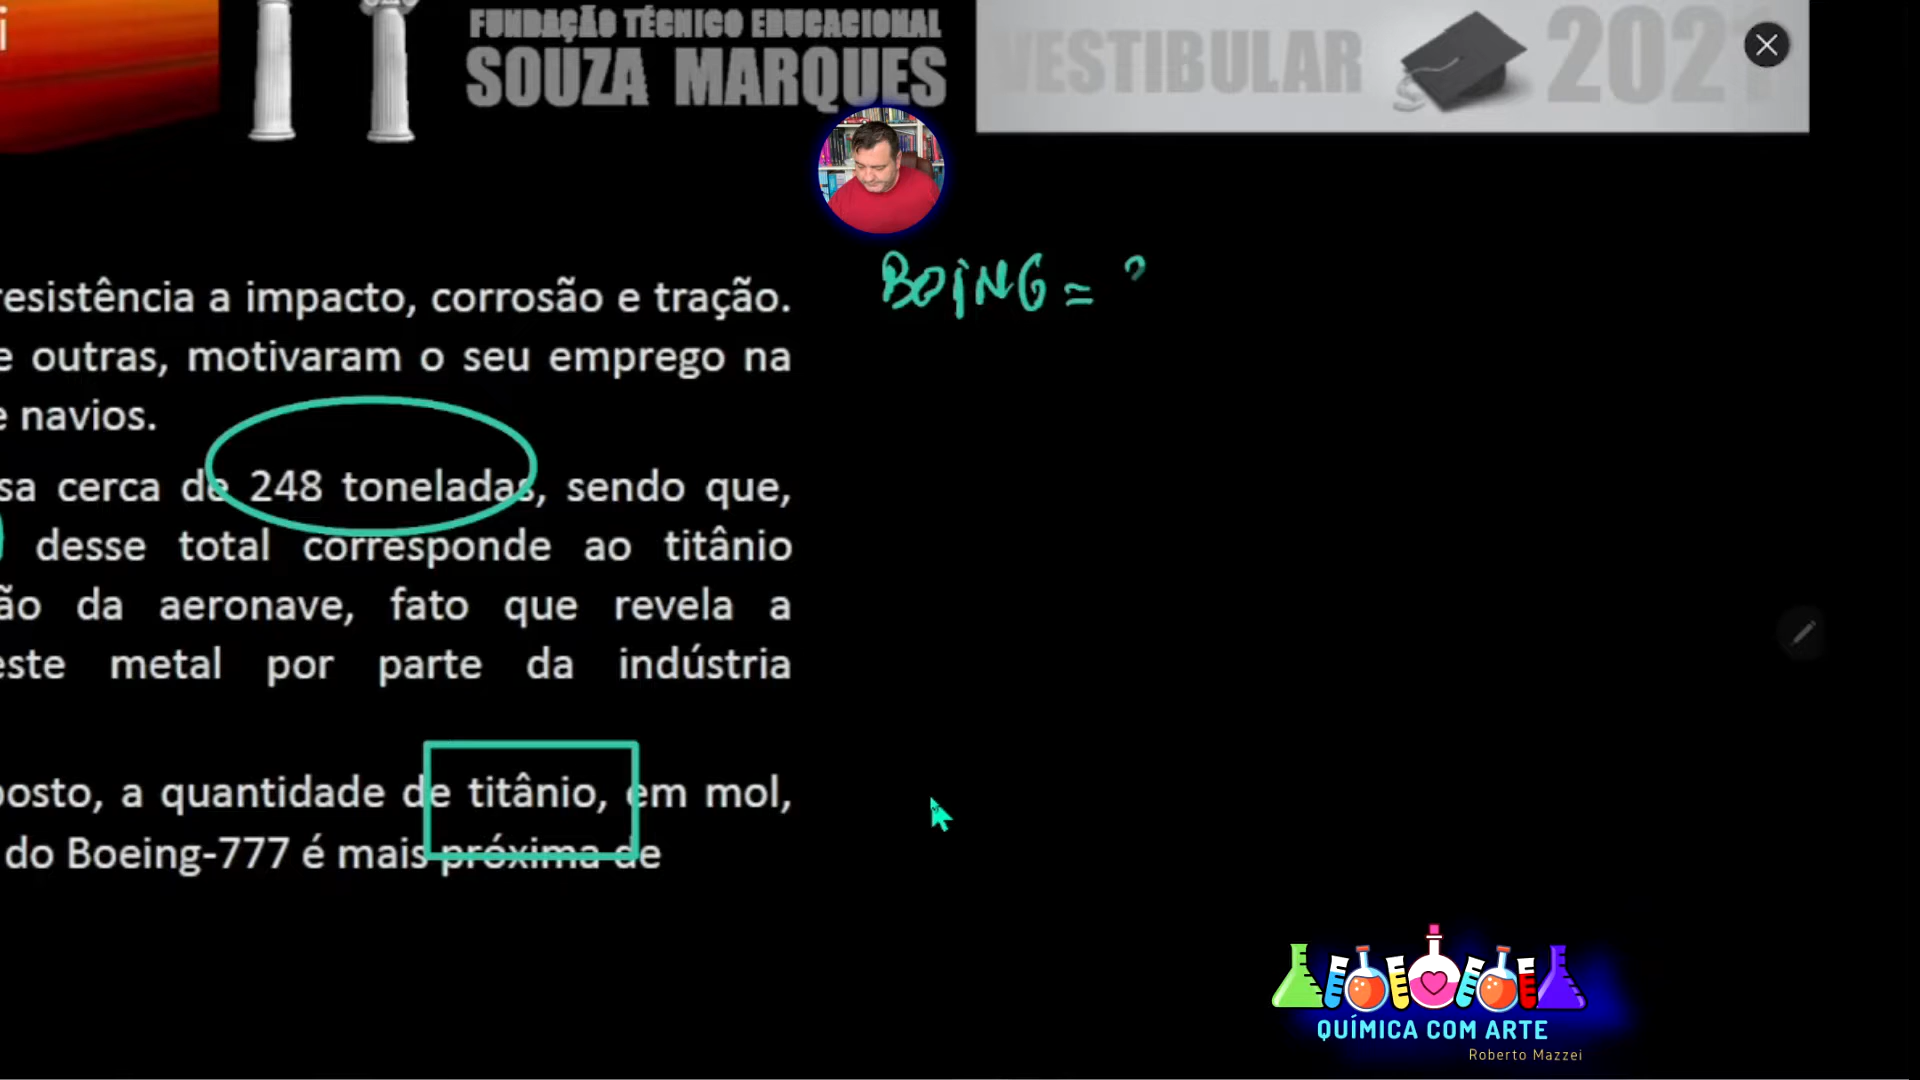 FUNDAÇÃO TÉCNICO EDUCACIONAL
SOUZA MARQUES
VESTIBULAR 2021
resistência a impacto, corrosão e tração.
e outras, motivaram o seu emprego na
e navios.
sa cerca de 248 toneladas, sendo que,
desse total corresponde ao titânio
ão da aeronave, fato que revela a
este metal por parte da indústria
posto, a quantidade de titânio, em mol,
do Boeing-777 é mais próxima de
BOING = 2
QUÍMICA COM ARTE
Roberto Mazzei